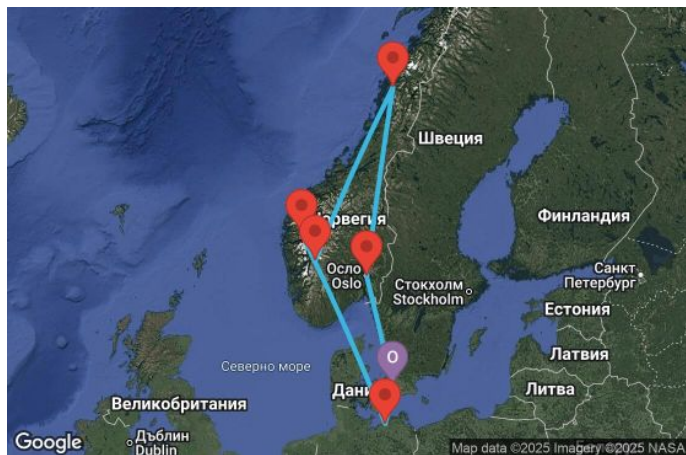 Швеция
Норвегия
Финландия
Осло
Oslo
Стокхолм
Stockholm
Санкт
Петербург
Естония
Северно море
Латвия
O
Дани
Литва
Великобритания
Дъблин
Dublin
Google
Map data ©2025 Imagery ©2025 NASA